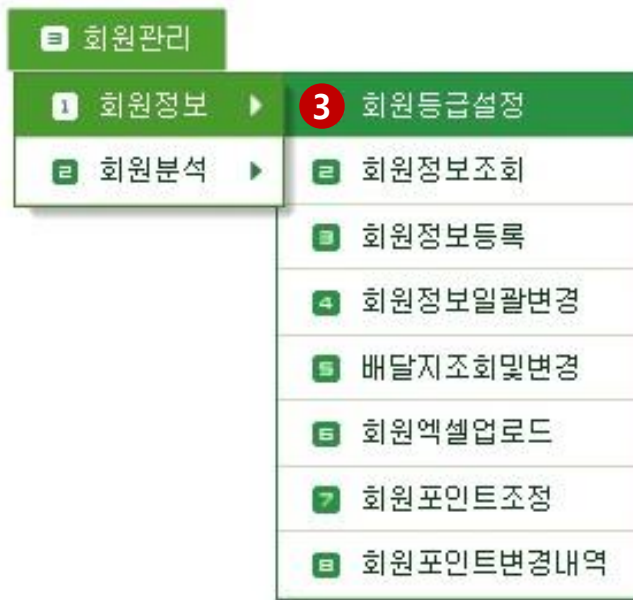 3 회원관리
1 회원정보
2 회원분석
3 회원등급설정
2 회원정보조회
3 회원정보등록
4 회원정보일괄변경
5 배달지조회및변경
6 회원엑셀업로드
7 회원포인트조정
8 회원포인트변경내역